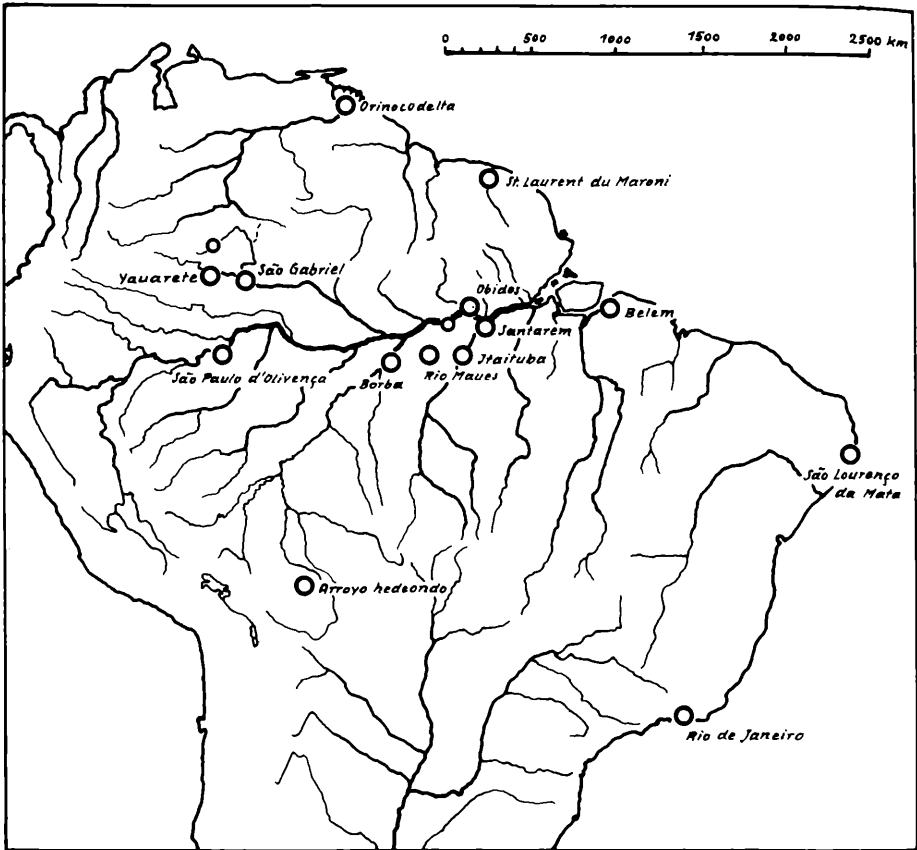 0 500 1000 1500 2000 2500 km
Orinocodelta
St. Laurent du Maroni
Yauarete
São Gabriel
Obidos
Santarem
Belem
São Paulo d'Olivença
Borba
Rio Maues
Itaituba
São Lourenço
da Mata
Arroyo hedeondo
Rio de Janeiro